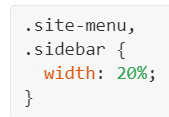 .site-menu,
.sidebar {
  width: 20%;
}